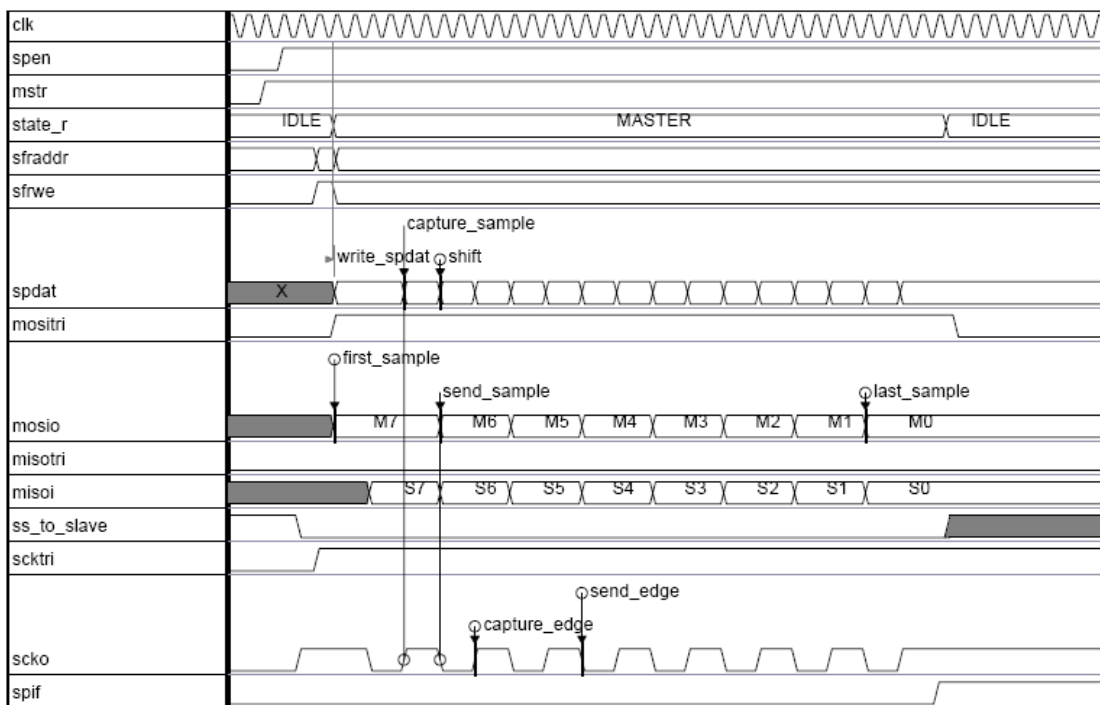 clk
spen
mstr
state_r IDLE MASTER IDLE
sfraddr
sfrwe
capture_sample
write_spdat shift
spdat X
mositri
first_sample
send_sample last_sample
mosio M7 M6 M5 M4 M3 M2 M1 M0
misotri
misoi S7 S6 S5 S4 S3 S2 S1 S0
ss_to_slave
scktri
send_edge
capture_edge
scko
spif